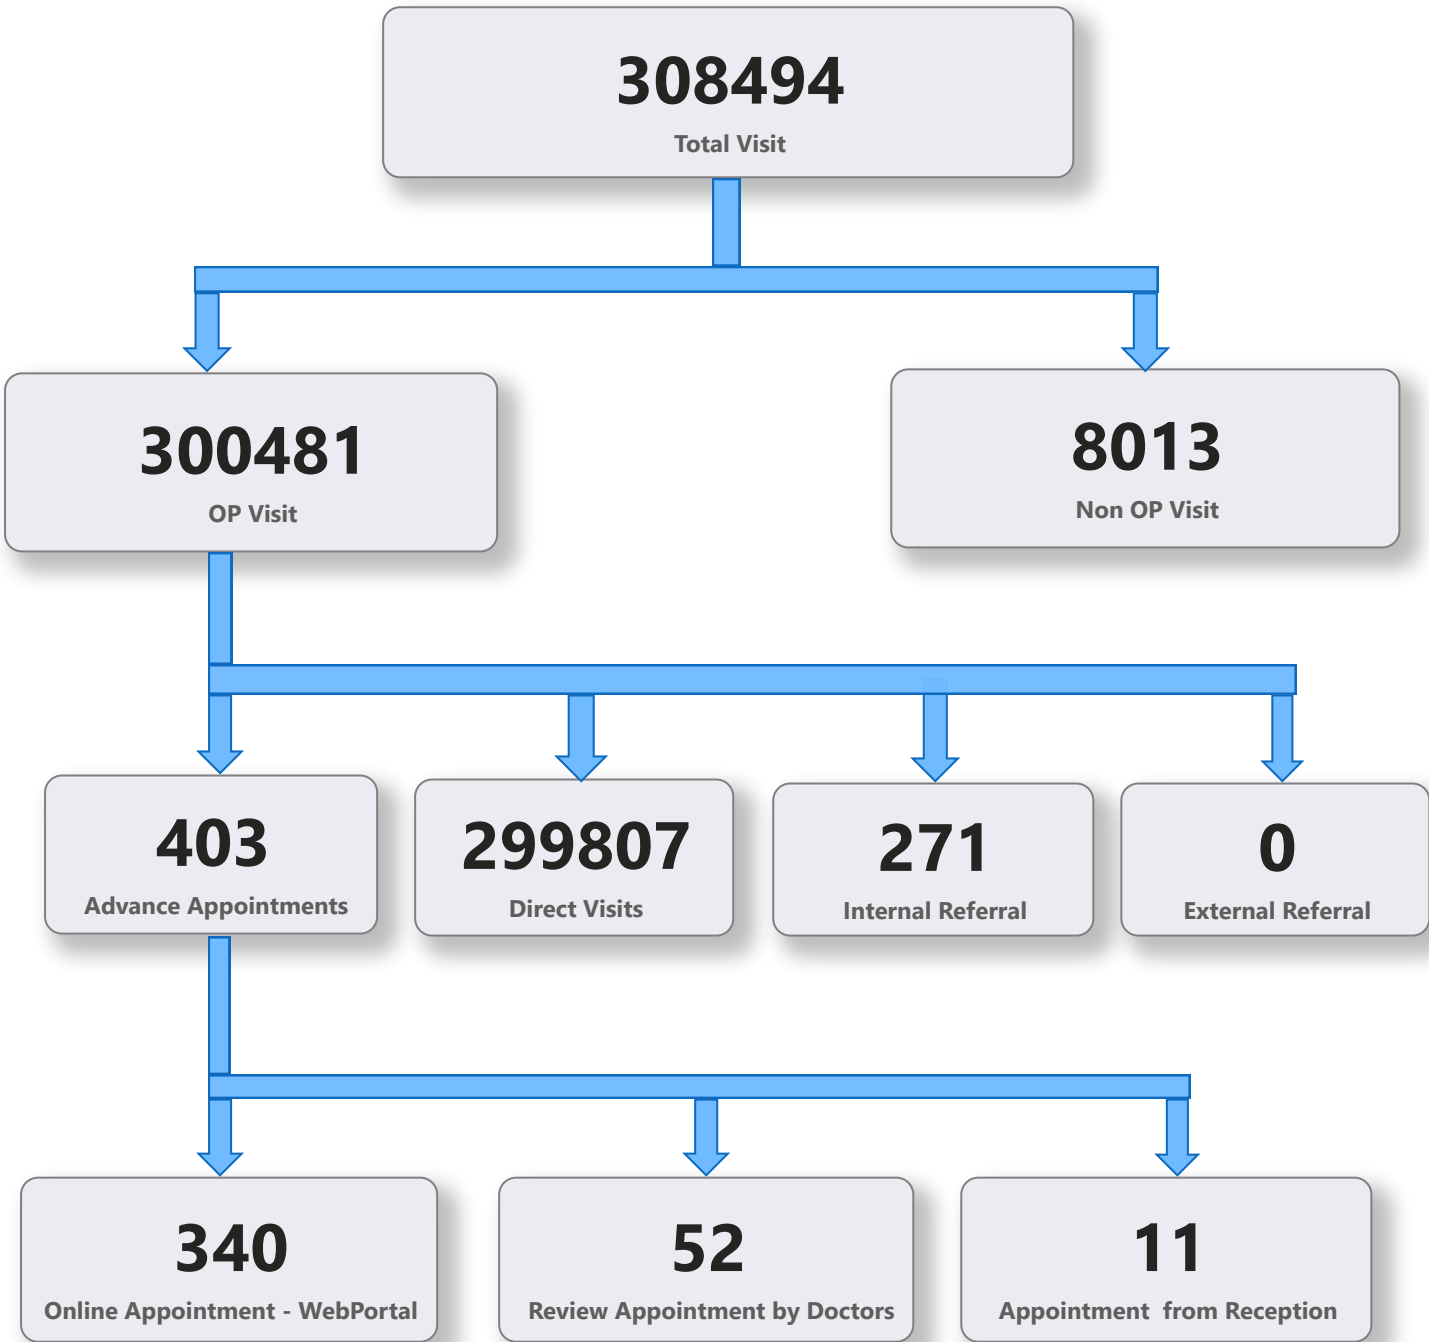 308494
Total Visit
300481
OP Visit
8013
Non OP Visit
403
Advance Appointments
299807
Direct Visits
271
Internal Referral
0
External Referral
340
Online Appointment - WebPortal
52
Review Appointment by Doctors
11
Appointment  from Reception